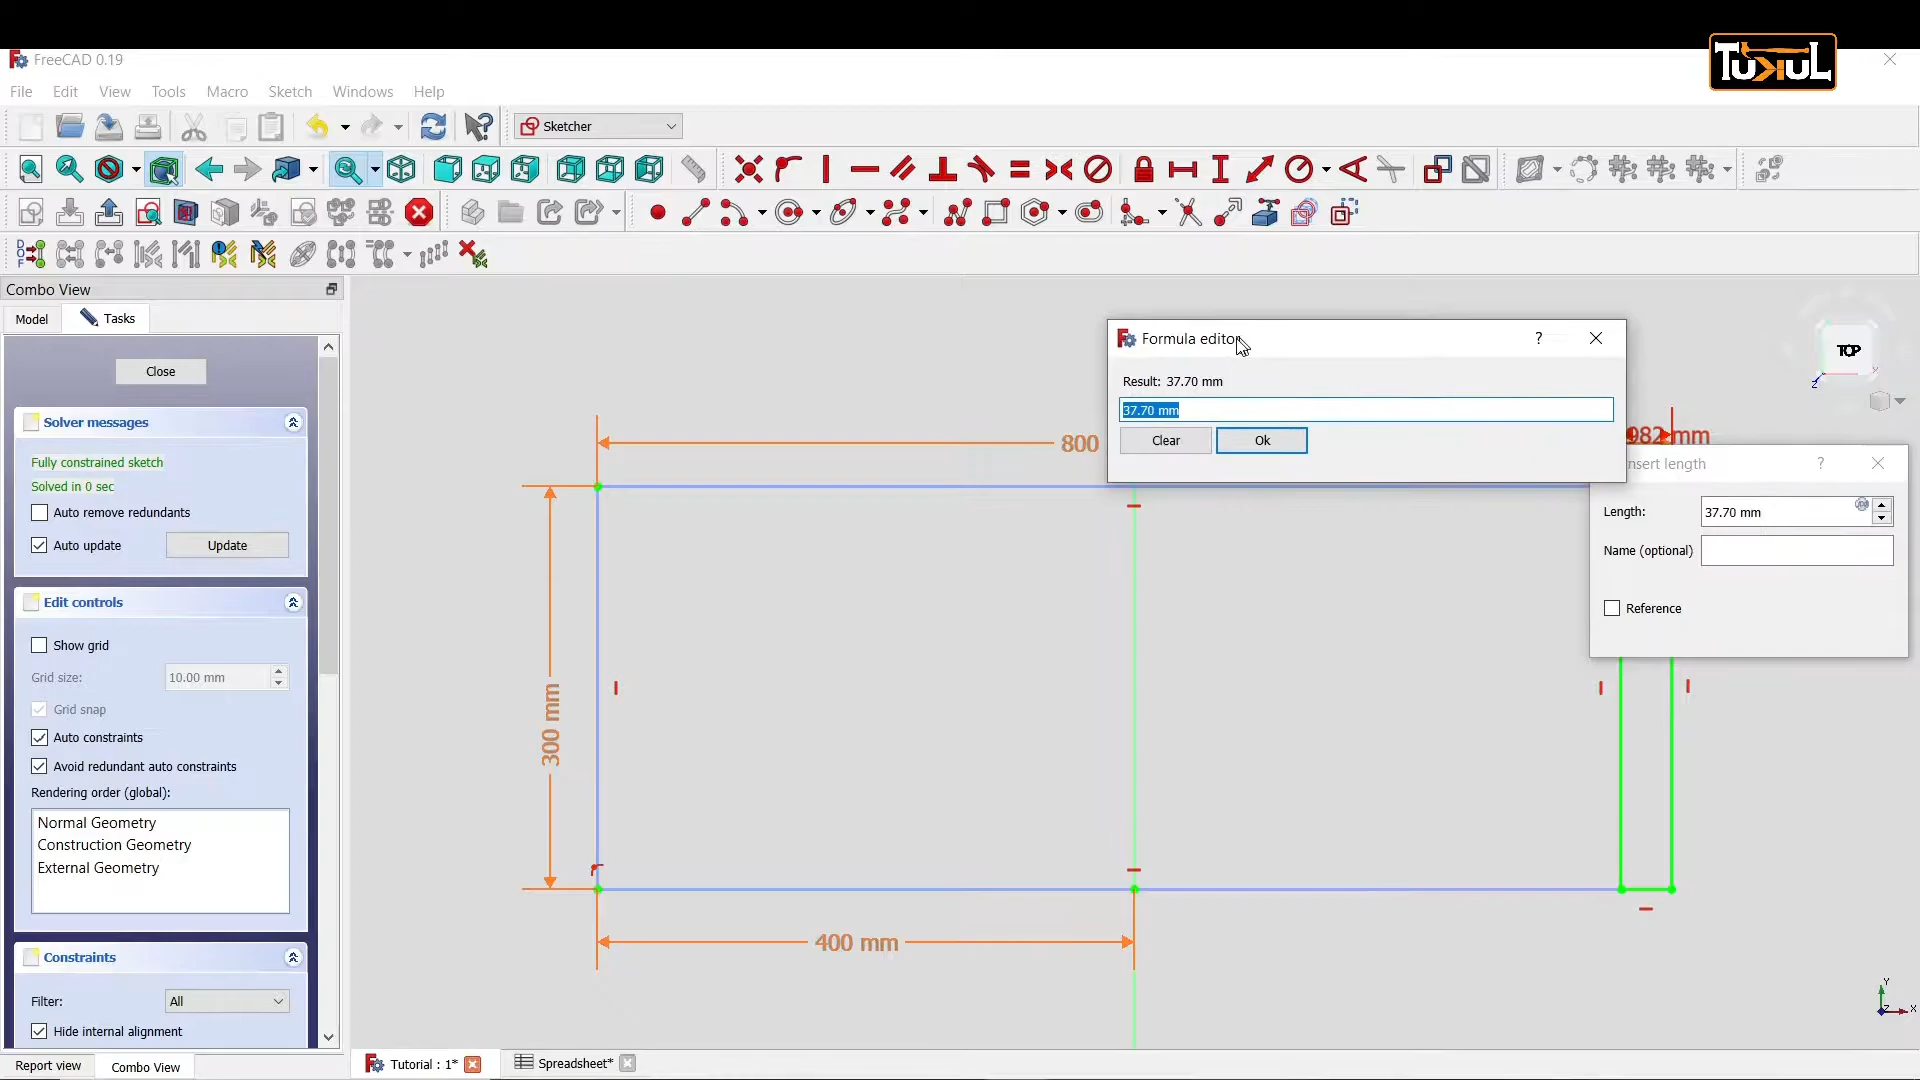 TUKUL
FreeCAD 0.19
File Edit View Tools Macro Sketch Windows Help
Sketcher
Combo View
Model Tasks
Close
Solver messages
Fully constrained sketch
Solved in 0 sec
Auto remove redundants
Auto update Update
Edit controls
Show grid
Grid size: 10.00 mm
Grid snap
Auto constraints
Avoid redundant auto constraints
Rendering order (global):
Normal Geometry
Construction Geometry
External Geometry
Constraints
Filter: All
Hide internal alignment
Report view Combo View
Tutorial : 1* Spreadsheet*
Formula editor ?
Result: 37.70 mm
37.70 mm
Clear Ok
TOP
Z
800
982 mm
nsert length ?
Length: 37.70 mm
Name (optional)
Reference
300 mm
400 mm
Y
Z X